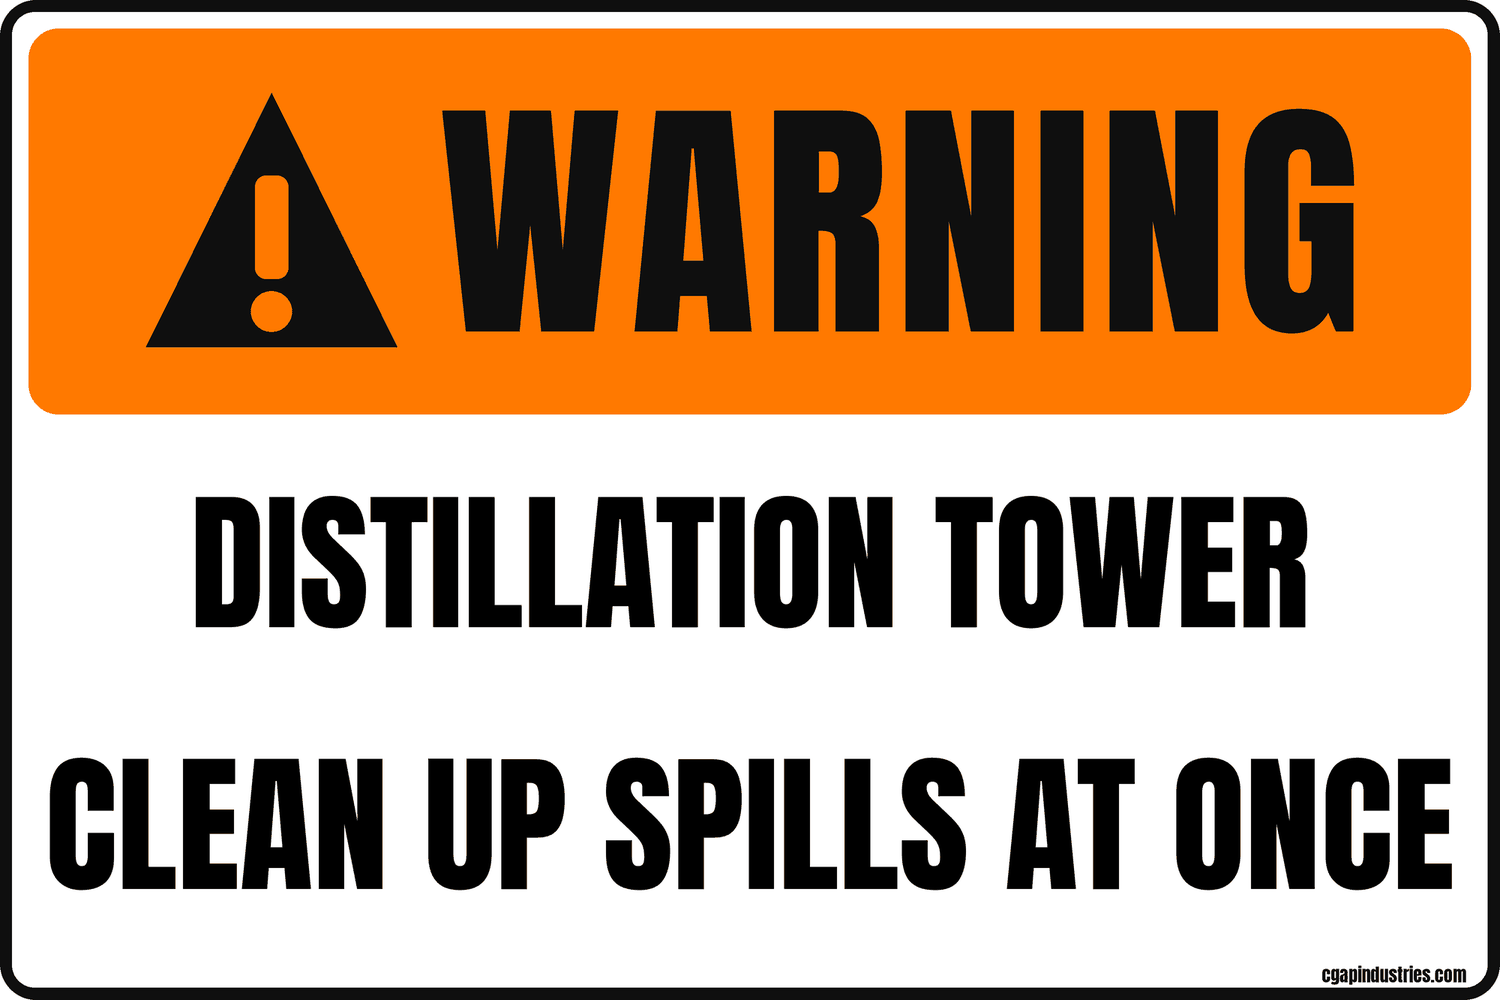 WARNING
DISTILLATION TOWER
CLEAN UP SPILLS AT ONCE
cgapindustries.com